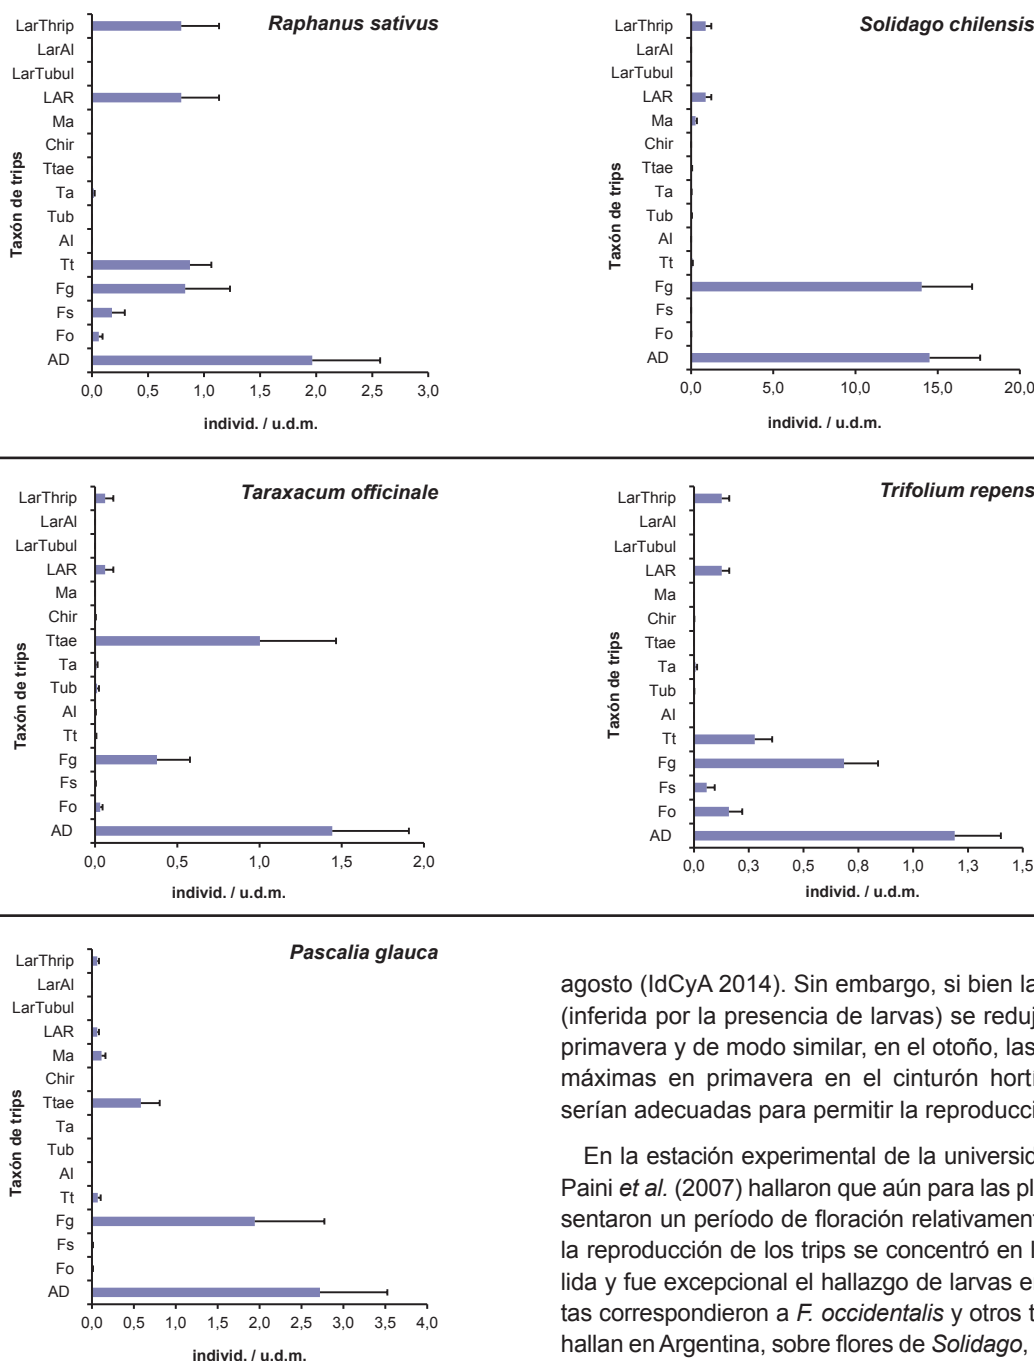 Raphanus sativus
Taxón de trips
LarThrip
LarAl
LarTubul
LAR
Ma
Chir
Ttae
Ta
Tub
Al
Tt
Fg
Fs
Fo
AD
0,0 0,5 1,0 1,5 2,0 2,5 3,0
individ. / u.d.m.
Solidago chilensis
Taxón de trips
LarThrip
LarAl
LarTubul
LAR
Ma
Chir
Ttae
Ta
Tub
Al
Tt
Fg
Fs
Fo
AD
0,0 5,0 10,0 15,0 20,0
individ. / u.d.m.
Taraxacum officinale
Taxón de trips
LarThrip
LarAl
LarTubul
LAR
Ma
Chir
Ttae
Ta
Tub
Al
Tt
Fg
Fs
Fo
AD
0,0 0,5 1,0 1,5 2,0
individ. / u.d.m.
Trifolium repens
Taxón de trips
LarThrip
LarAl
LarTubul
LAR
Ma
Chir
Ttae
Ta
Tub
Al
Tt
Fg
Fs
Fo
AD
0,0 0,3 0,5 0,8 1,0 1,3 1,5
individ. / u.d.m.
Pascalia glauca
Taxón de trips
LarThrip
LarAl
LarTubul
LAR
Ma
Chir
Ttae
Ta
Tub
Al
Tt
Fg
Fs
Fo
AD
0,0 0,5 1,0 1,5 2,0 2,5 3,0 3,5 4,0
individ. / u.d.m.
agosto (IdCyA 2014). Sin embargo, si bien la
(inferida por la presencia de larvas) se reduj
primavera y de modo similar, en el otoño, las
máximas en primavera en el cinturón hortí
serían adecuadas para permitir la reproducci
En la estación experimental de la universid
Paini et al. (2007) hallaron que aún para las pl
sentaron un período de floración relativament
la reproducción de los trips se concentró en l
lida y fue excepcional el hallazgo de larvas e
tas correspondieron a F. occidentalis y otros t
hallan en Argentina, sobre flores de Solidago,